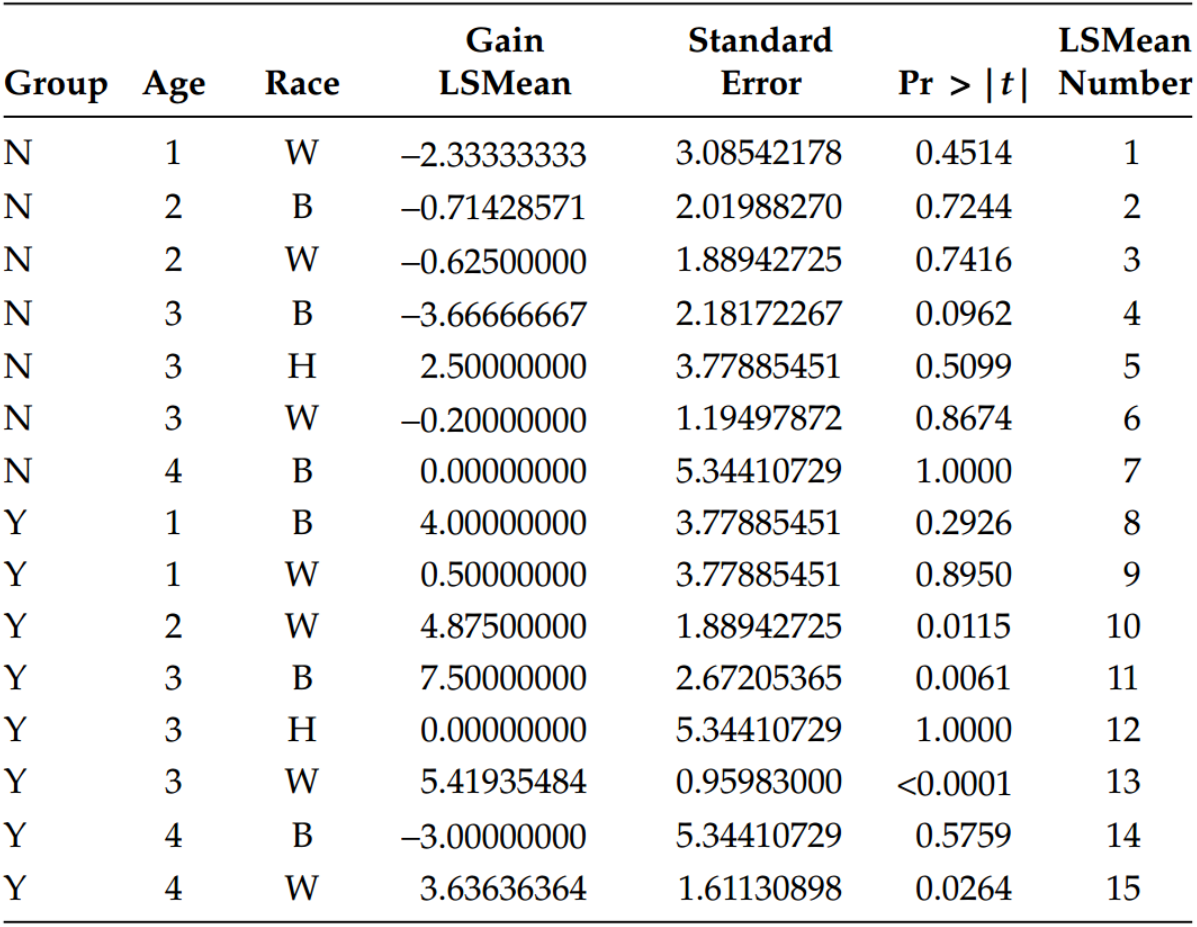 Gain Standard LSMean
Group Age Race LSMean Error Pr > |t| Number
N 1 W –2.33333333 3.08542178 0.4514 1
N 2 B –0.71428571 2.01988270 0.7244 2
N 2 W –0.62500000 1.88942725 0.7416 3
N 3 B –3.66666667 2.18172267 0.0962 4
N 3 H 2.50000000 3.77885451 0.5099 5
N 3 W –0.20000000 1.19497872 0.8674 6
N 4 B 0.00000000 5.34410729 1.0000 7
Y 1 B 4.00000000 3.77885451 0.2926 8
Y 1 W 0.50000000 3.77885451 0.8950 9
Y 2 W 4.87500000 1.88942725 0.0115 10
Y 3 B 7.50000000 2.67205365 0.0061 11
Y 3 H 0.00000000 5.34410729 1.0000 12
Y 3 W 5.41935484 0.95983000 <0.0001 13
Y 4 B –3.00000000 5.34410729 0.5759 14
Y 4 W 3.63636364 1.61130898 0.0264 15